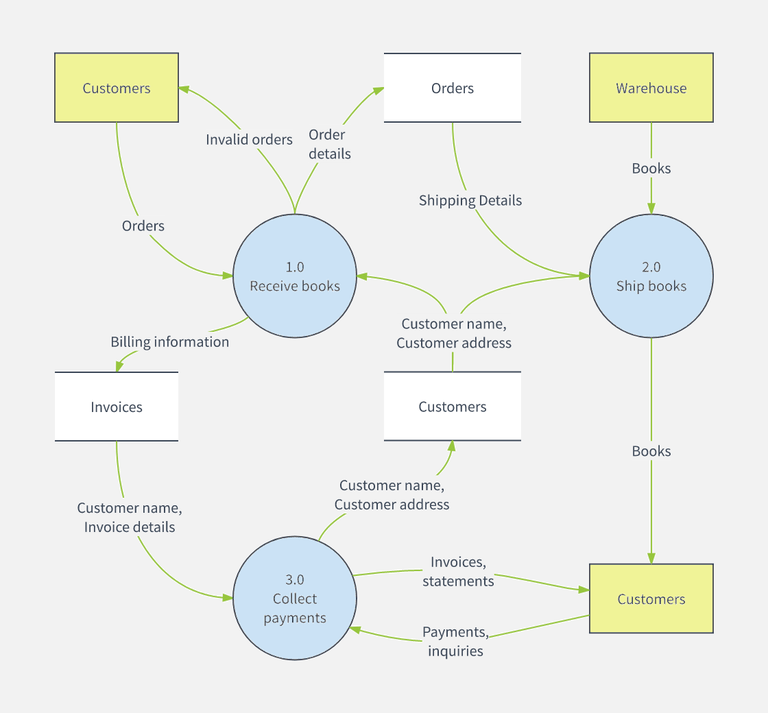 Customers
Orders
Warehouse
Invalid orders
Order
details
Books
Shipping Details
Orders
1.0
Receive books
2.0
Ship books
Customer name,
Customer address
Billing information
Invoices
Customers
Books
Customer name,
Customer address
Customer name,
Invoice details
Invoices,
statements
3.0
Collect
payments
Customers
Payments,
inquiries